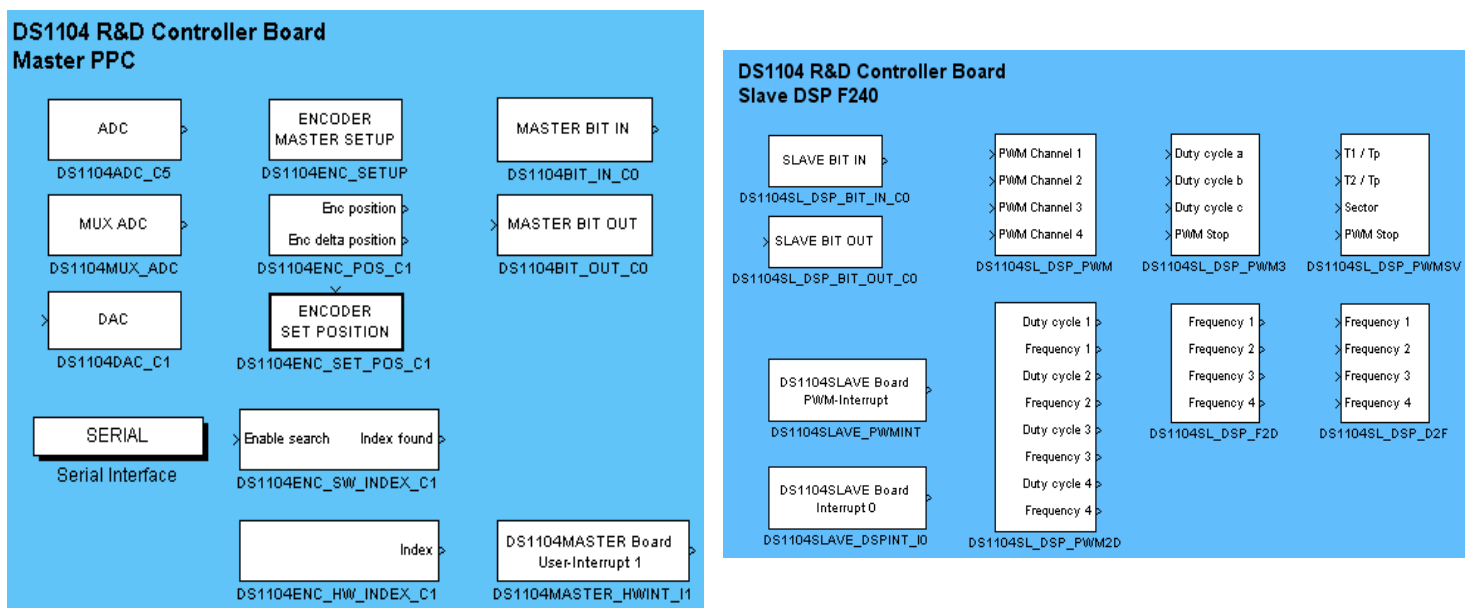 DS1104 R&D Controller Board
Master PPC
ADC
DS1104ADC_C5
ENCODER
MASTER SETUP
DS1104ENC_SETUP
MASTER BIT IN
DS1104BIT_IN_C0
MUX ADC
DS1104MUX_ADC
Enc position
Enc delta position
DS1104ENC_POS_C1
MASTER BIT OUT
DS1104BIT_OUT_C0
DAC
DS1104DAC_C1
ENCODER
SET POSITION
DS1104ENC_SET_POS_C1
SERIAL
Serial Interface
Enable search Index found
DS1104ENC_SW_INDEX_C1
Index
DS1104ENC_HW_INDEX_C1
DS1104MASTER Board
User-Interrupt 1
DS1104MASTER_HWINT_I1
DS1104 R&D Controller Board
Slave DSP F240
SLAVE BIT IN
DS1104SL_DSP_BIT_IN_C0
SLAVE BIT OUT
DS1104SL_DSP_BIT_OUT_C0
PWM Channel 1
PWM Channel 2
PWM Channel 3
PWM Channel 4
DS1104SL_DSP_PWM
Duty cycle a
Duty cycle b
Duty cycle c
PWM Stop
DS1104SL_DSP_PWM3
T1 / Tp
T2 / Tp
Sector
PWM Stop
DS1104SL_DSP_PWMSV
DS1104SLAVE Board
PWM-Interrupt
DS1104SLAVE_PWMINT
DS1104SLAVE Board
Interrupt 0
DS1104SLAVE_DSPINT_I0
Duty cycle 1
Frequency 1
Duty cycle 2
Frequency 2
Duty cycle 3
Frequency 3
Duty cycle 4
Frequency 4
DS1104SL_DSP_PWM2D
Frequency 1
Frequency 2
Frequency 3
Frequency 4
DS1104SL_DSP_F2D
Frequency 1
Frequency 2
Frequency 3
Frequency 4
DS1104SL_DSP_D2F